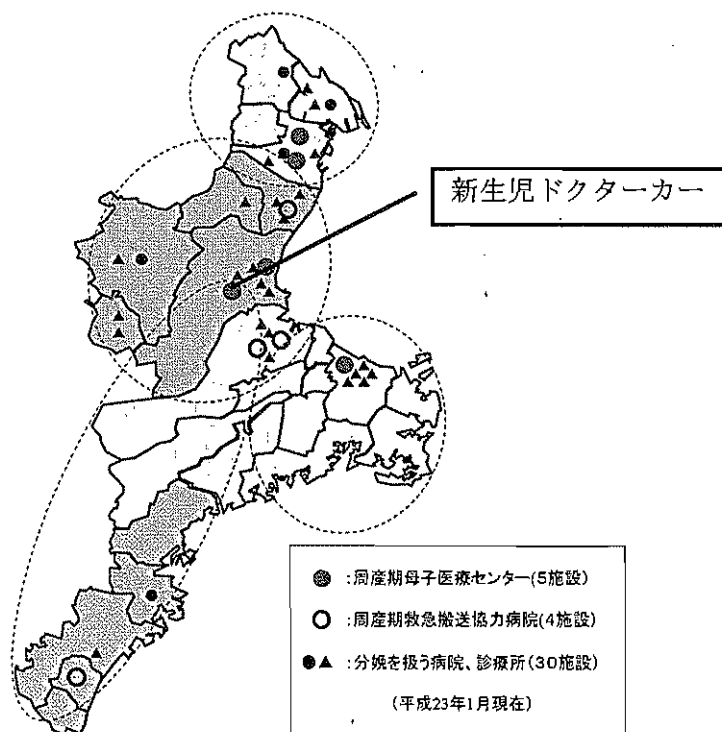 新生児ドクターカー
:周産期母子医療センター(5施設)
:周産期救急搬送協力病院(4施設)
:分娩を扱う病院、診療所(30施設)
(平成23年1月現在)